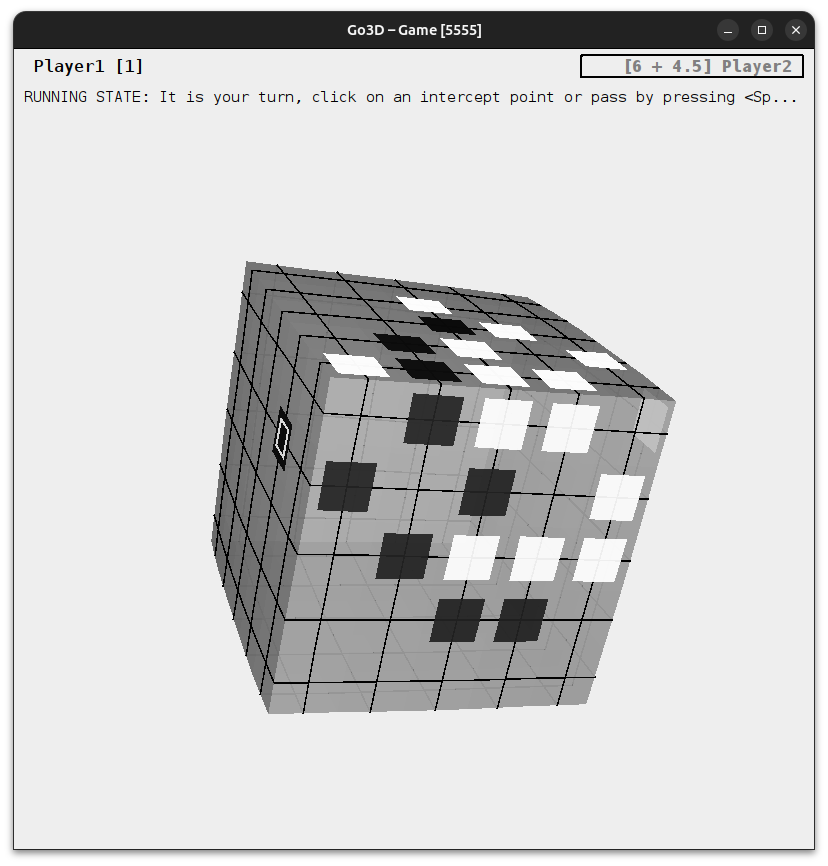 Go3D – Game [5555]
Player1 [1]
[6 + 4.5] Player2
RUNNING STATE: It is your turn, click on an intercept point or pass by pressing <Sp...